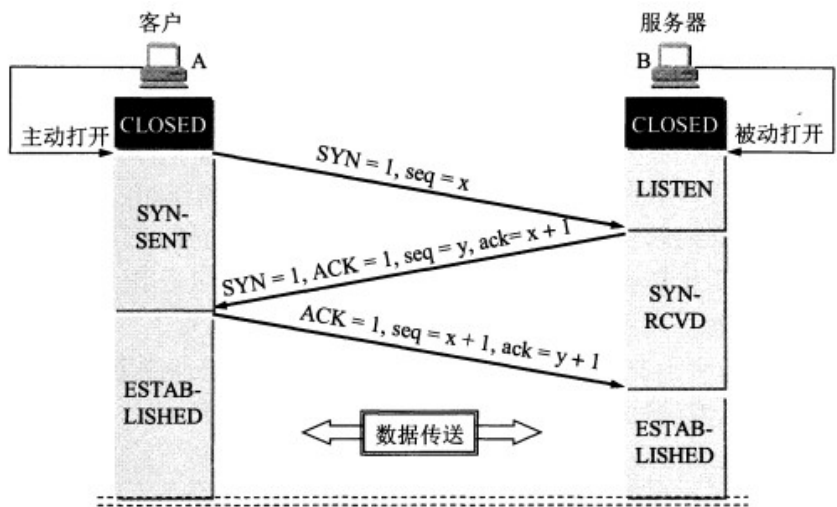 客户
服务器
A
B
CLOSED
CLOSED
主动打开
被动打开
SYN = 1, seq = x
LISTEN
SYN-
SENT
SYN = 1, ACK = 1, seq = y, ack= x + 1
SYN-
RCVD
ACK = 1, seq = x + 1, ack = y + 1
ESTAB-
LISHED
数据传送
ESTAB-
LISHED